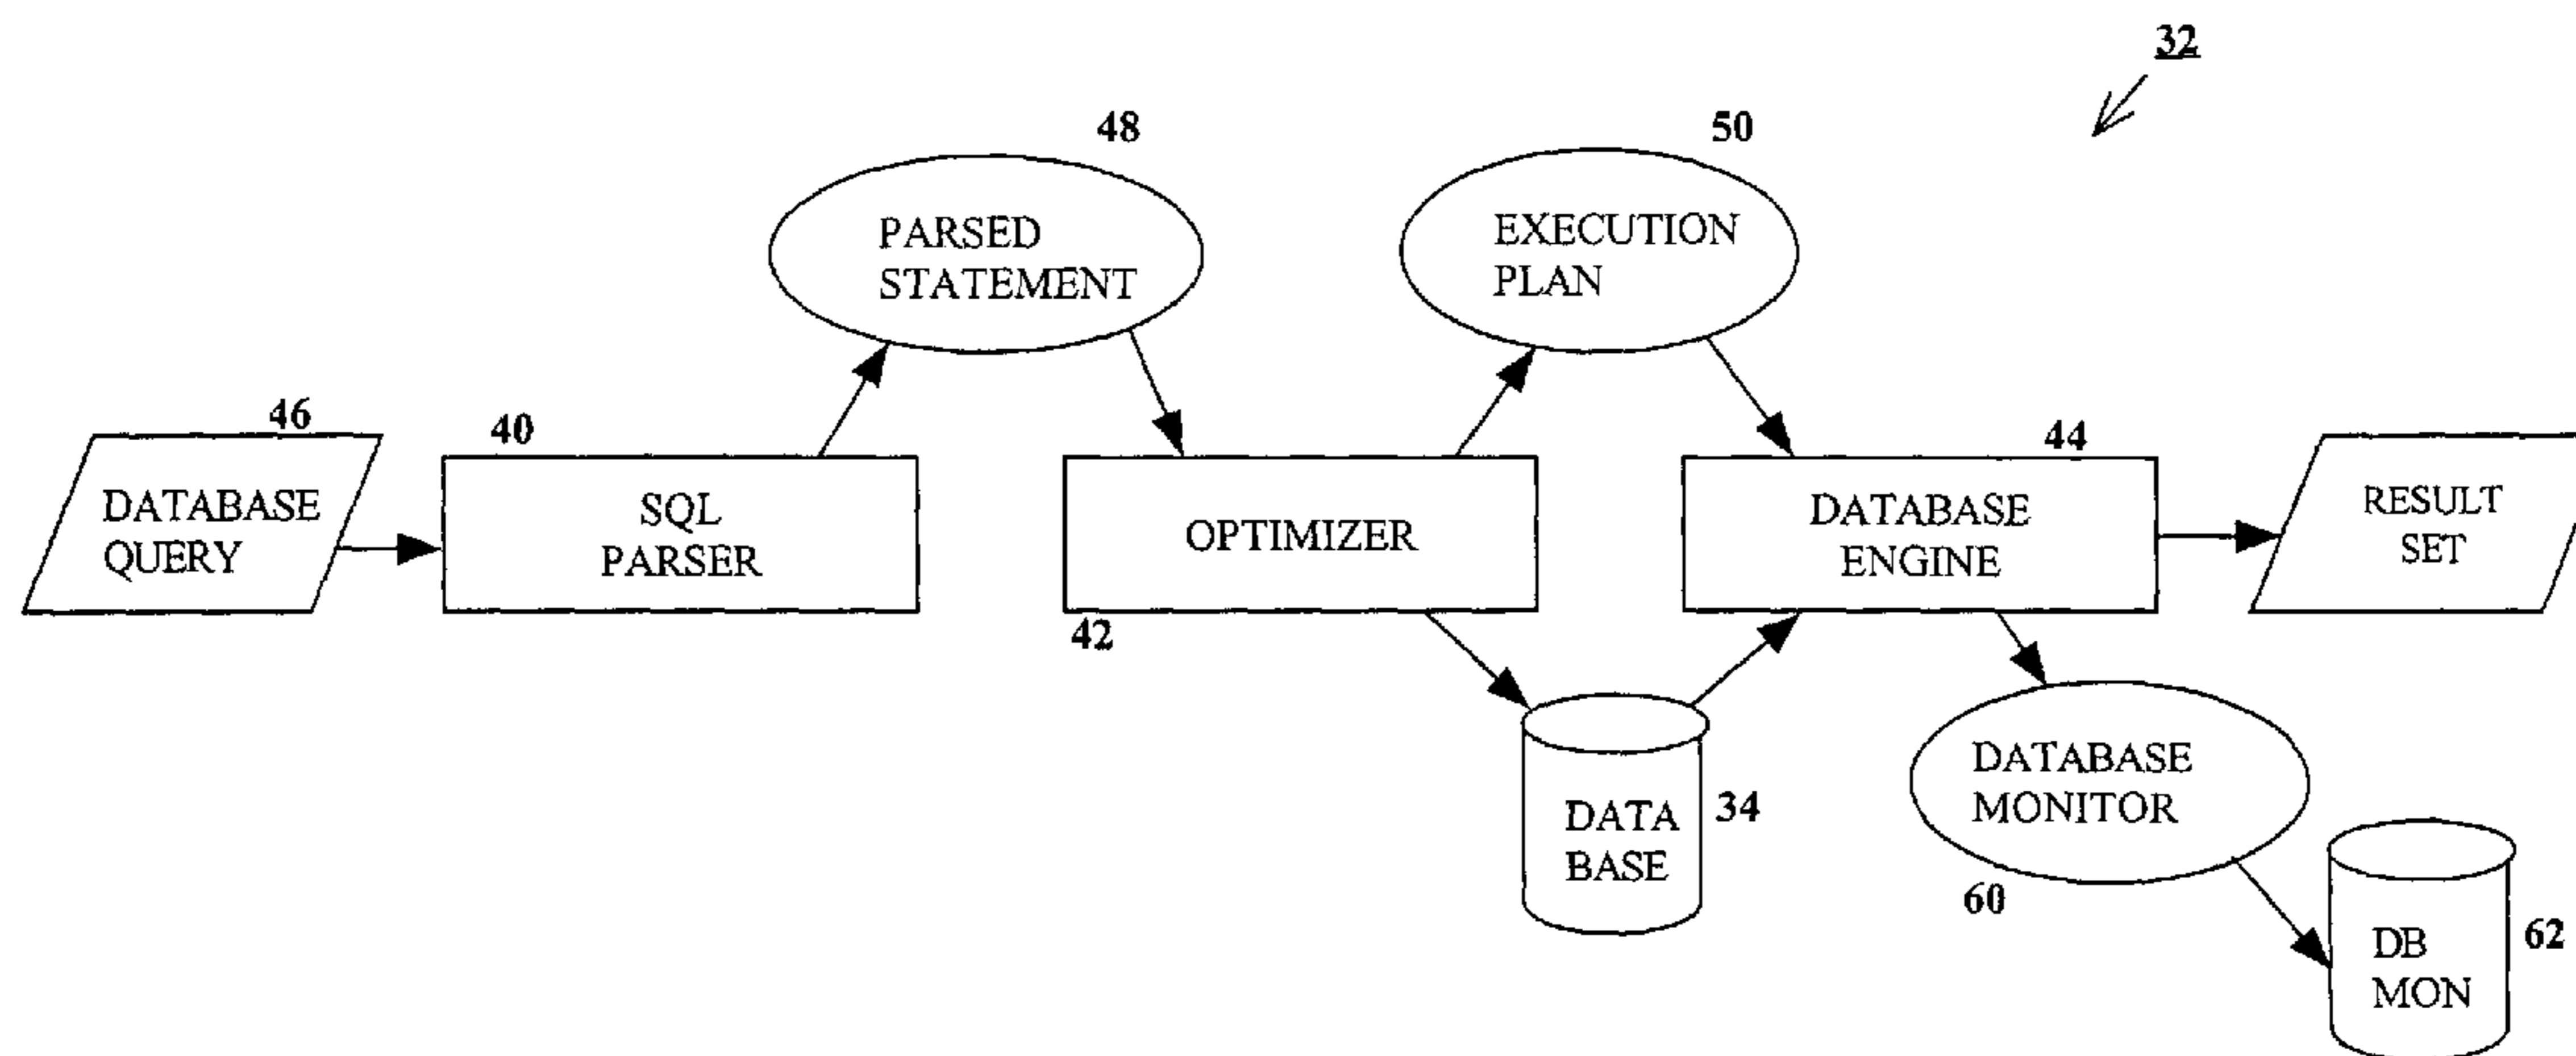 32
48
50
PARSED
STATEMENT
EXECUTION
PLAN
46
40
44
DATABASE
QUERY
SQL
PARSER
OPTIMIZER
DATABASE
ENGINE
RESULT
SET
42
DATA
BASE
34
DATABASE
MONITOR
60
DB
MON
62